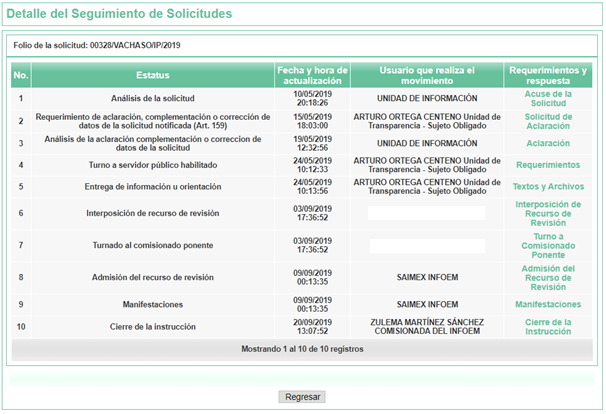 Detalle del Seguimiento de Solicitudes
Folio de la solicitud: 00328/VACHASO/IP/2019
No. Estatus Fecha y hora de actualización Usuario que realiza el movimiento Requerimientos y respuesta
1 Análisis de la solicitud 10/05/2019 20:18:26 UNIDAD DE INFORMACIÓN Acuse de la Solicitud
2 Requerimiento de aclaración, complementación o corrección de datos de la solicitud notificada (Art. 159) 15/05/2019 18:03:00 ARTURO ORTEGA CENTENO Unidad de Transparencia - Sujeto Obligado Solicitud de Aclaración
3 Análisis de la aclaración complementación o correccion de datos de la solicitud 19/05/2019 12:32:56 UNIDAD DE INFORMACIÓN Aclaración
4 Turno a servidor público habilitado 24/05/2019 10:12:33 ARTURO ORTEGA CENTENO Unidad de Transparencia - Sujeto Obligado Requerimientos
5 Entrega de información u orientación 24/05/2019 10:13:56 ARTURO ORTEGA CENTENO Unidad de Transparencia - Sujeto Obligado Textos y Archivos
6 Interposición de recurso de revisión 03/09/2019 17:36:52 Interposición de Recurso de Revisión
7 Turnado al comisionado ponente 03/09/2019 17:36:52 Turno a Comisionado Ponente
8 Admisión del recurso de revisión 09/09/2019 00:13:35 SAIMEX INFOEM Admisión del Recurso de Revisión
9 Manifestaciones 09/09/2019 00:13:35 SAIMEX INFOEM Manifestaciones
10 Cierre de la instrucción 20/09/2019 13:07:52 ZULEMA MARTÍNEZ SÁNCHEZ COMISIONADA DEL INFOEM Cierre de la Instrucción
Mostrando 1 al 10 de 10 registros
Regresar